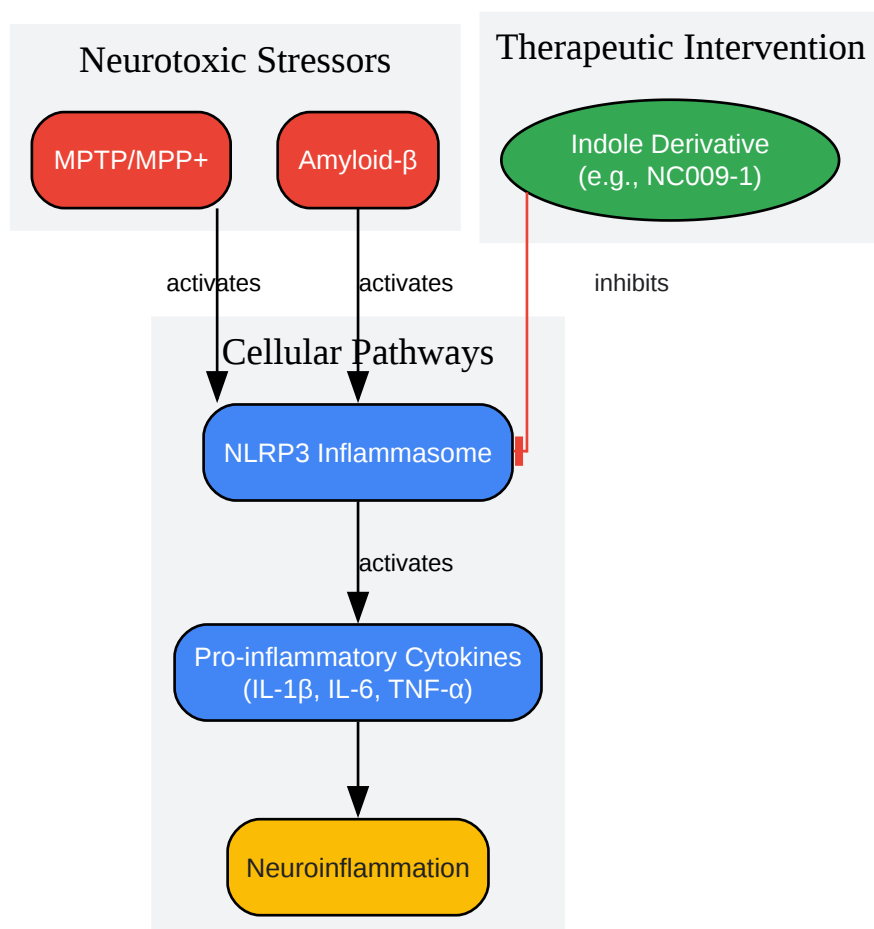 Neurotoxic Stressors
Therapeutic Intervention
MPTP/MPP+
Amyloid-β
Indole Derivative
(e.g., NC009-1)
activates
activates
inhibits
Cellular Pathways
NLRP3 Inflammasome
activates
Pro-inflammatory Cytokines
(IL-1β, IL-6, TNF-α)
Neuroinflammation